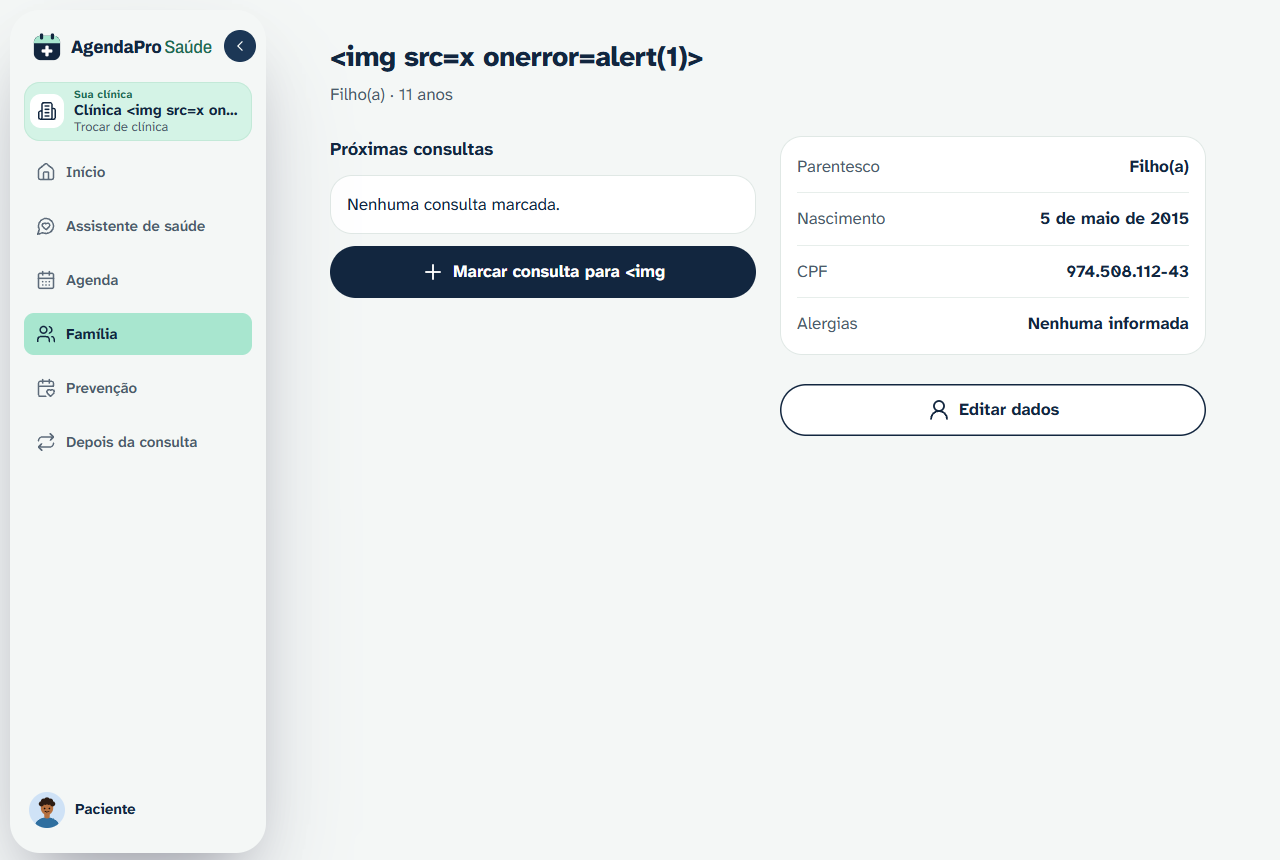 AgendaPro Saúde
Sua clínica
Clínica <img src=x on...
Trocar de clínica
Início
Assistente de saúde
Agenda
Família
Prevenção
Depois da consulta
Paciente
<img src=x onerror=alert(1)>
Filho(a) · 11 anos
Próximas consultas
Nenhuma consulta marcada.
Marcar consulta para <img
Parentesco Filho(a)
Nascimento 5 de maio de 2015
CPF 974.508.112-43
Alergias Nenhuma informada
Editar dados